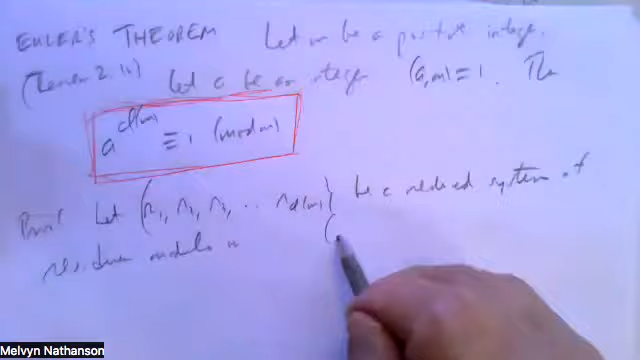 EULER'S THEOREM Let m be a positive integer.
(Theorem 2.12) Let a be an integer (a,m)=1. Then
a^φ(m) ≡ 1 (mod m)
Proof Let {r1, r2, r3, ... rφ(m)} be a reduced system of
residues modulo m (
Melvyn Nathanson